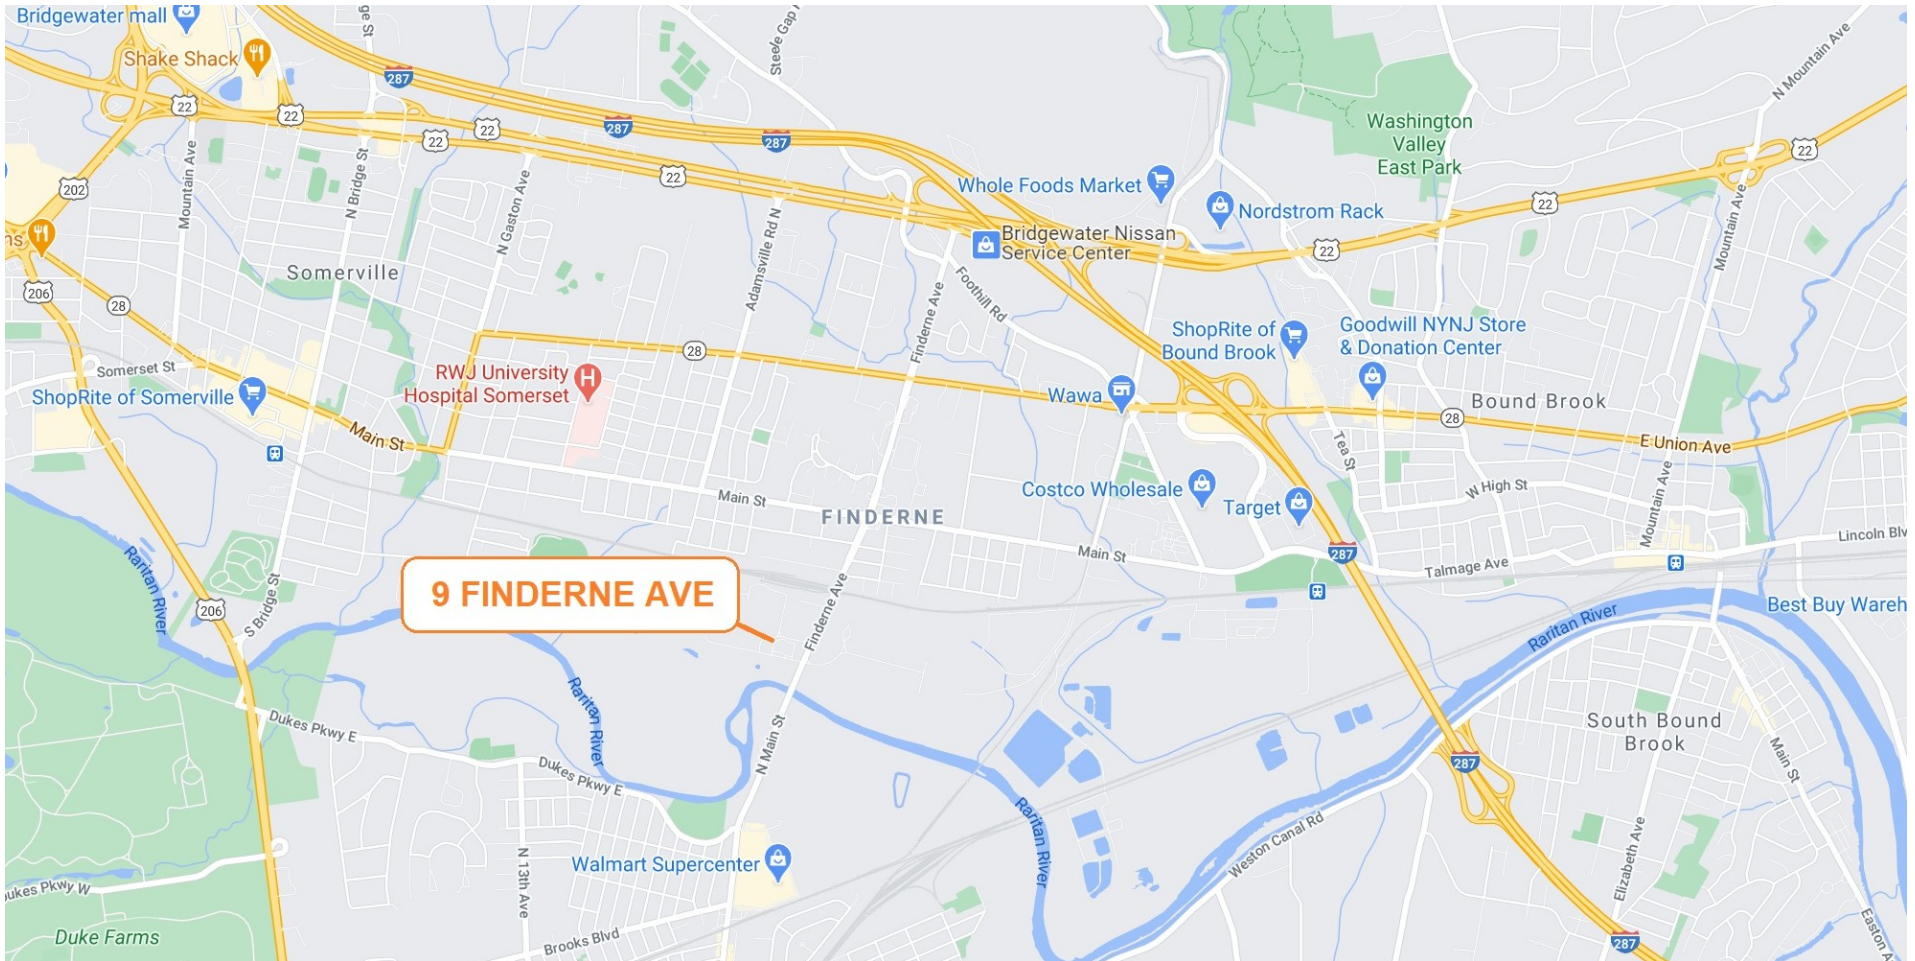 Bridgewater mall
Shake Shack
287
22
22
22
22
202
Mountain Ave
N Bridge St
N Gaston Ave
287
287
22
Adamsville Rd N
Washington
Valley
East Park
N Mountain Ave
22
Whole Foods Market
Nordstrom Rack
22
22
Bridgewater Nissan
Service Center
Mountain Ave
Somerville
206
28
Finderne Ave
Foothill Rd
28
ShopRite of
Bound Brook
Goodwill NYNJ Store
& Donation Center
Somerset St
ShopRite of Somerville
RWJ University
Hospital Somerset
Wawa
Bound Brook
28
Main St
E Union Ave
Tea St
Main St
FINDERNE
Costco Wholesale
Target
W High St
Mountain Ave
Lincoln Blv
Main St
287
Talmage Ave
Raritan River
S Bridge St
206
9 FINDERNE AVE
Finderne Ave
Raritan River
Best Buy Wareh
Raritan River
Dukes Pkwy E
N Main St
South Bound
Brook
Main St
287
Dukes Pkwy E
Raritan River
Weston Canal Rd
Walmart Supercenter
N 13th Ave
Elizabeth Ave
Duke Farms
Brooks Blvd
287